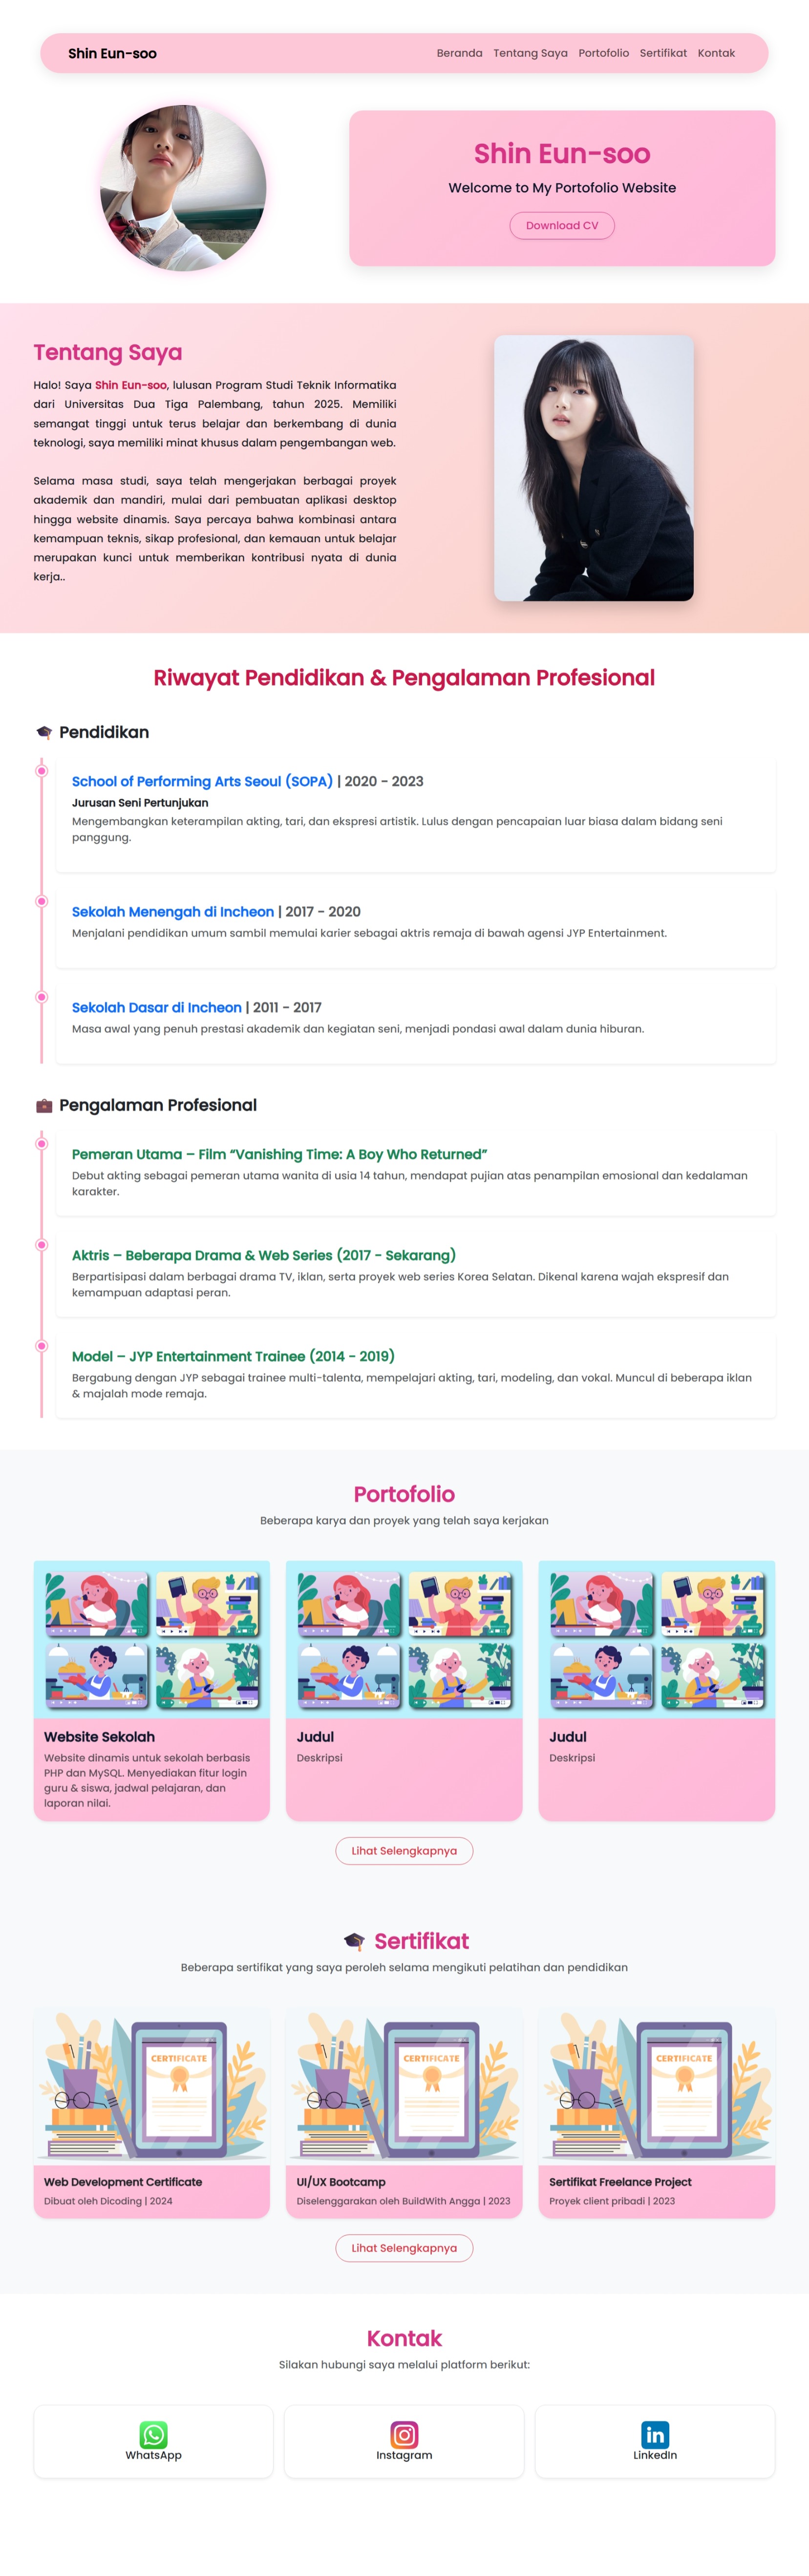 Shin Eun-soo
Beranda Tentang Saya Portofolio Sertifikat Kontak
Shin Eun-soo
Welcome to My Portofolio Website
Download CV
Tentang Saya
Halo! Saya Shin Eun-soo, lulusan Program Studi Teknik Informatika
dari Universitas Dua Tiga Palembang, tahun 2025. Memiliki
semangat tinggi untuk terus belajar dan berkembang di dunia
teknologi, saya memiliki minat khusus dalam pengembangan web.
Selama masa studi, saya telah mengerjakan berbagai proyek
akademik dan mandiri, mulai dari pembuatan aplikasi desktop
hingga website dinamis. Saya percaya bahwa kombinasi antara
kemampuan teknis, sikap profesional, dan kemauan untuk belajar
merupakan kunci untuk memberikan kontribusi nyata di dunia
kerja..
Riwayat Pendidikan & Pengalaman Profesional
Pendidikan
School of Performing Arts Seoul (SOPA) | 2020 - 2023
Jurusan Seni Pertunjukan
Mengembangkan keterampilan akting, tari, dan ekspresi artistik. Lulus dengan pencapaian luar biasa dalam bidang seni
panggung.
Sekolah Menengah di Incheon | 2017 - 2020
Menjalani pendidikan umum sambil memulai karier sebagai aktris remaja di bawah agensi JYP Entertainment.
Sekolah Dasar di Incheon | 2011 - 2017
Masa awal yang penuh prestasi akademik dan kegiatan seni, menjadi pondasi awal dalam dunia hiburan.
Pengalaman Profesional
Pemeran Utama – Film “Vanishing Time: A Boy Who Returned”
Debut akting sebagai pemeran utama wanita di usia 14 tahun, mendapat pujian atas penampilan emosional dan kedalaman
karakter.
Aktris – Beberapa Drama & Web Series (2017 - Sekarang)
Berpartisipasi dalam berbagai drama TV, iklan, serta proyek web series Korea Selatan. Dikenal karena wajah ekspresif dan
kemampuan adaptasi peran.
Model – JYP Entertainment Trainee (2014 - 2019)
Bergabung dengan JYP sebagai trainee multi-talenta, mempelajari akting, tari, modeling, dan vokal. Muncul di beberapa iklan
& majalah mode remaja.
Portofolio
Beberapa karya dan proyek yang telah saya kerjakan
Website Sekolah
Website dinamis untuk sekolah berbasis
PHP dan MySQL. Menyediakan fitur login
guru & siswa, jadwal pelajaran, dan
laporan nilai.
Judul
Deskripsi
Judul
Deskripsi
Lihat Selengkapnya
Sertifikat
Beberapa sertifikat yang saya peroleh selama mengikuti pelatihan dan pendidikan
CERTIFICATE
CERTIFICATE
CERTIFICATE
Web Development Certificate
Dibuat oleh Dicoding | 2024
UI/UX Bootcamp
Diselenggarakan oleh BuildWith Angga | 2023
Sertifikat Freelance Project
Proyek client pribadi | 2023
Lihat Selengkapnya
Kontak
Silakan hubungi saya melalui platform berikut:
WhatsApp
Instagram
in
LinkedIn